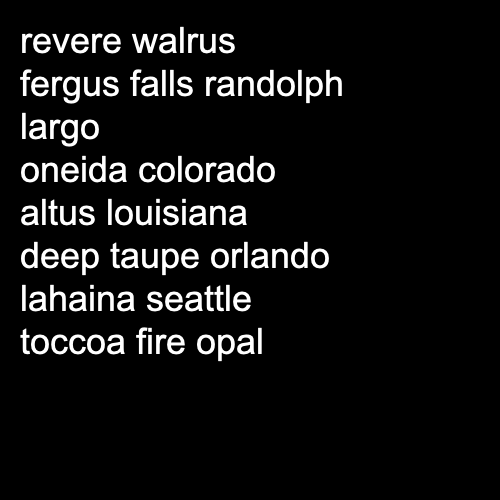 revere walrus
fergus falls randolph
largo
oneida colorado
altus louisiana
deep taupe orlando
lahaina seattle
toccoa fire opal